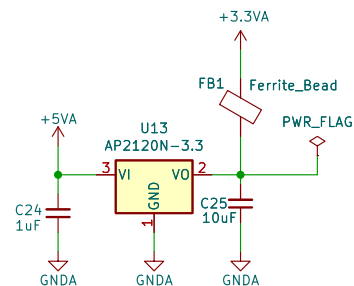 +3.3VA
FB1
Ferrite_Bead
PWR_FLAG
+5VA
U13
AP2120N-3.3
3
VI
VO
2
GND
1
C24
1uF
C25
10uF
GNDA
GNDA
GNDA